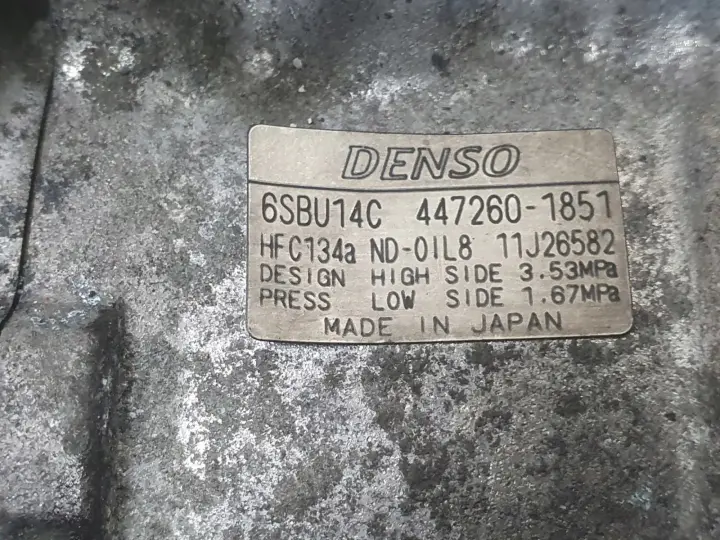 DENSO
6SBU14C 447260-1851
HFC134a ND-OIL8 11J26582
DESIGN HIGH SIDE 3.53MPa
PRESS LOW SIDE 1.67MPa
MADE IN JAPAN